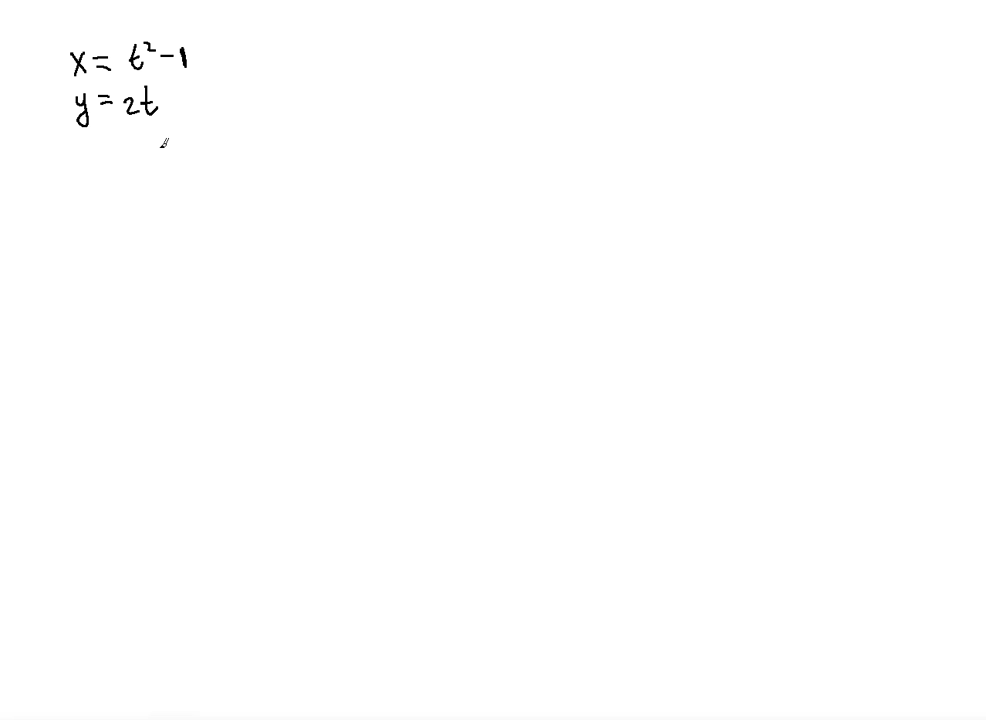 x = t² - 1
y = 2t